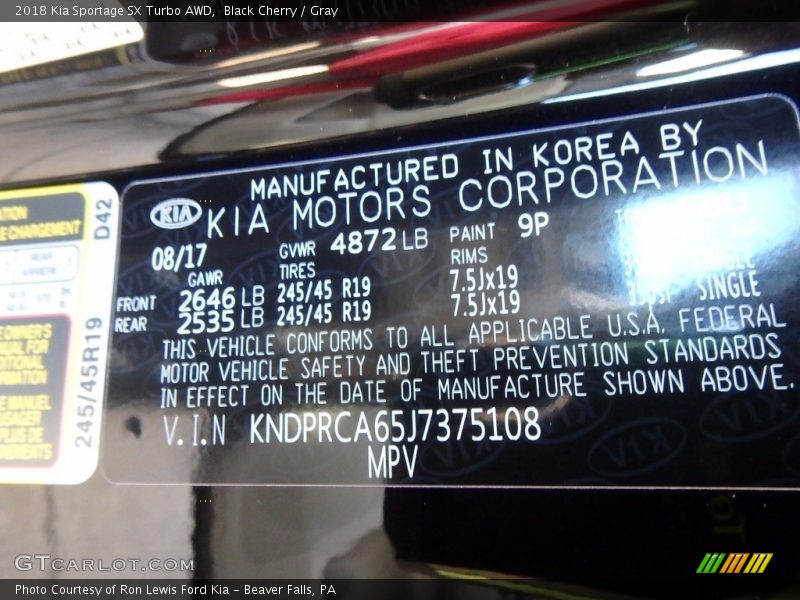 2018 Kia Sportage SX Turbo AWD, Black Cherry / Gray
MANUFACTURED IN KOREA BY
KIA KIA MOTORS CORPORATION
08/17 GVWR 4872 LB PAINT 9P
GAWR TIRES RIMS
FRONT 2646 LB 245/45 R19 7.5Jx19
REAR 2535 LB 245/45 R19 7.5Jx19 SINGLE
THIS VEHICLE CONFORMS TO ALL APPLICABLE U.S.A. FEDERAL
MOTOR VEHICLE SAFETY AND THEFT PREVENTION STANDARDS
IN EFFECT ON THE DATE OF MANUFACTURE SHOWN ABOVE.
V.I.N KNDPRCA65J7375108
MPV
D42
245/45R19
GTCARLOT.COM
Photo Courtesy of Ron Lewis Ford Kia - Beaver Falls, PA